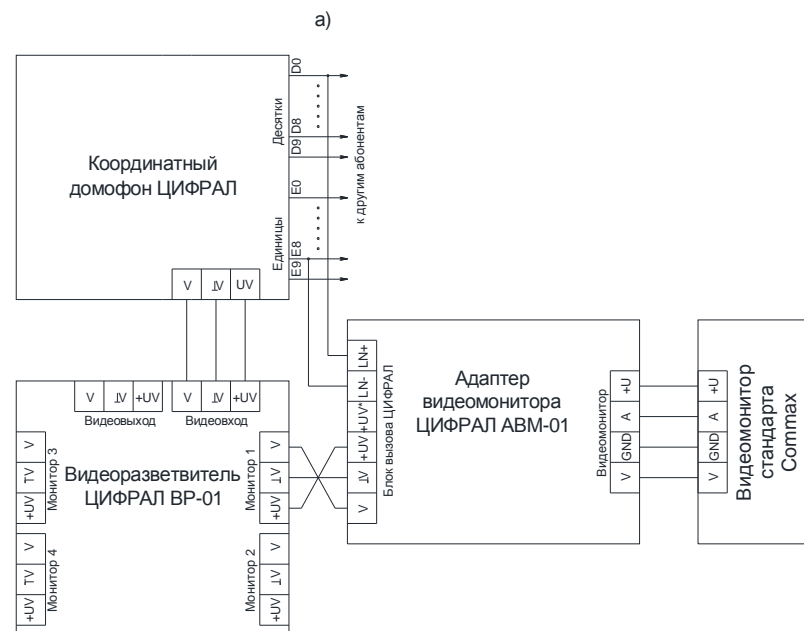 а)
Координатный
домофон ЦИФРАЛ
Десятки
D0
D8
D9
Единицы
E0
E8
E9
к другим абонентам
V
⊥V
UV
V
⊥V
+UV
Видеовыход
V
⊥V
+UV
Видеовход
Видеоразветвитель
ЦИФРАЛ ВР-01
V
⊥V
+UV
Монитор 3
V
⊥V
+UV
Монитор 4
V
⊥V
+UV
Монитор 1
V
⊥V
+UV
Монитор 2
LN+
LN-
+UV*
+UV
⊥V
V
Блок вызова ЦИФРАЛ
Адаптер
видеомонитора
ЦИФРАЛ АВМ-01
Видеомонитор
+U
A
GND
V
+U
A
GND
V
Видеомонитор
стандарта
Commax